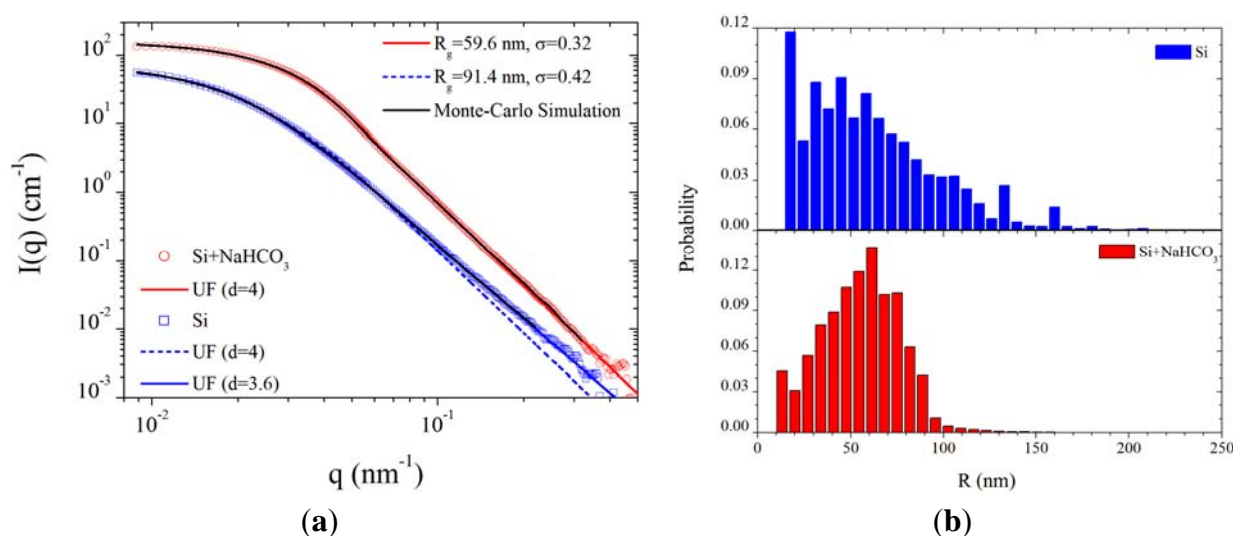 R_g=59.6 nm, σ=0.32
R_g=91.4 nm, σ=0.42
Monte-Carlo Simulation
10^2
10^1
10^0
10^-1
10^-2
10^-3
I(q) (cm^-1)
Si+NaHCO_3
UF (d=4)
Si
UF (d=4)
UF (d=3.6)
10^-2
10^-1
q (nm^-1)
(a)
0.12
0.09
0.06
0.03
0.00
Si
Probability
0.12
0.09
0.06
0.03
0.00
Si+NaHCO_3
0
50
100
150
200
250
R (nm)
(b)